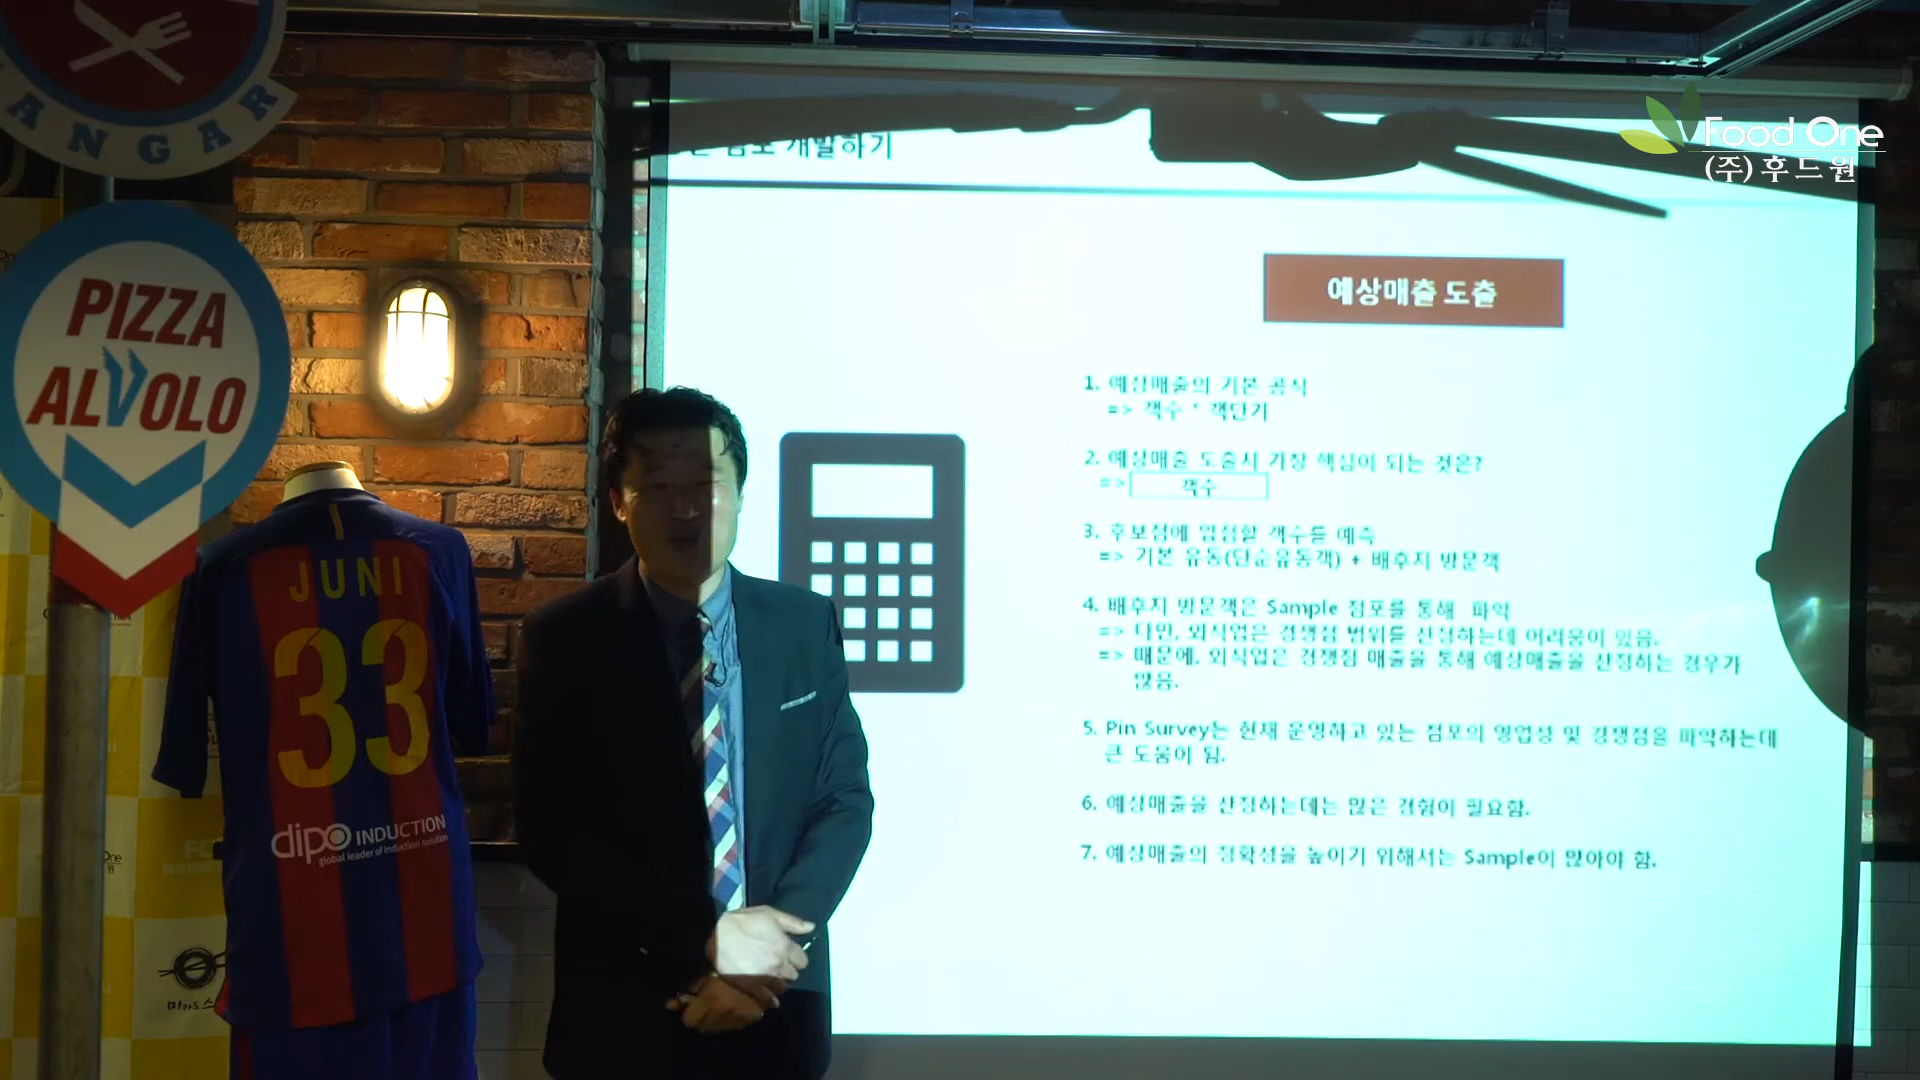 ANGAR
PIZZA
ALVOLO
JUNI
33
dipo INDUCTION
global leader of induction solution
미카도스
Food One
(주)후드원
점포 개발하기
예상매출 도출
1. 예상매출의 기본 공식
=> 객수 * 객단가
2. 예상매출 도출시 가장 핵심이 되는 것은?
=> 객수
3. 후보점에 입점할 객수를 예측
=> 기본 유동(단순유동객) + 배후지 방문객
4. 배후지 방문객은 Sample 점포를 통해 파악
=> 다만, 외식업은 경쟁점 범위를 산정하는데 어려움이 있음.
=> 때문에, 외식업은 경쟁점 매출을 통해 예상매출을 산정하는 경우가
많음.
5. Pin Survey는 현재 운영하고 있는 점포의 영업성 및 경쟁점을 파악하는데
큰 도움이 됨.
6. 예상매출을 산정하는데는 많은 경험이 필요함.
7. 예상매출의 정확성을 높이기 위해서는 Sample이 많아야 함.